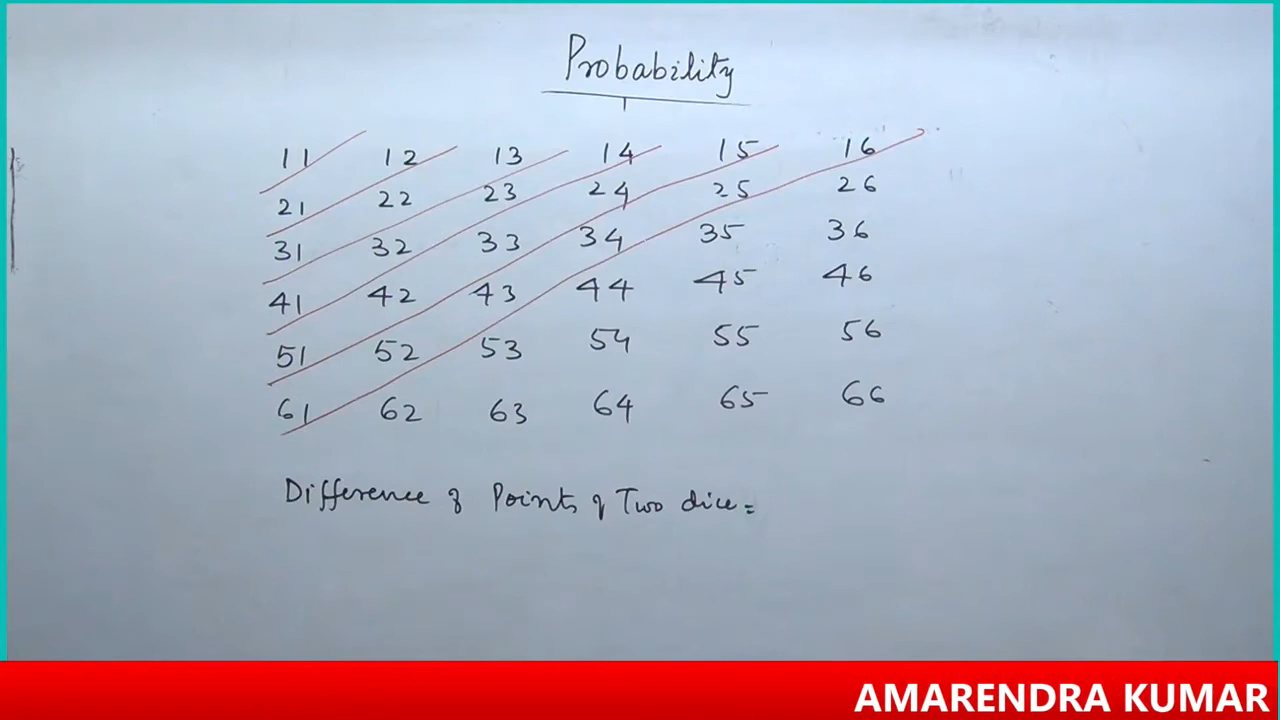 Probability
11 12 13 14 15 16
21 22 23 24 25 26
31 32 33 34 35 36
41 42 43 44 45 46
51 52 53 54 55 56
61 62 63 64 65 66
Difference of Points of Two dice =
AMARENDRA KUMAR